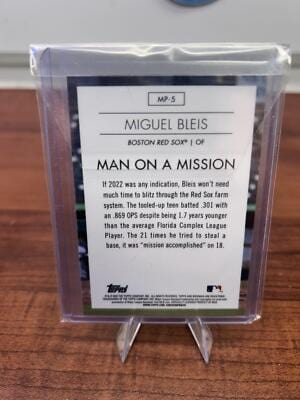 MP-5
MIGUEL BLEIS
BOSTON RED SOX® | OF
MAN ON A MISSION
If 2022 was any indication, Bleis won't need
much time to blitz through the Red Sox farm
system. The tooled-up teen batted .301 with
an .869 OPS despite being 1.7 years younger
than the average Florida Complex League
Player. The 21 times he tried to steal a
base, it was "mission accomplished" on 18.
Topps